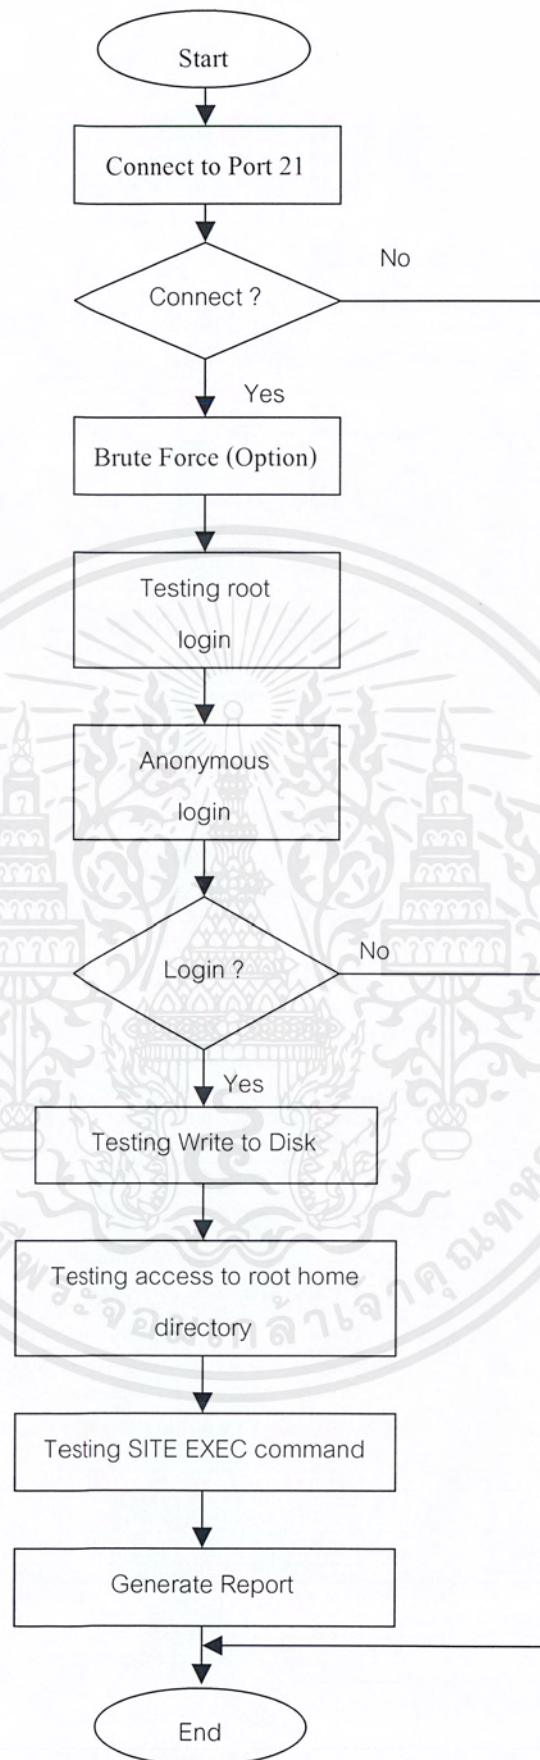 Start
Connect to Port 21
No
Connect ?
Yes
Brute Force (Option)
Testing root
login
Anonymous
login
No
Login ?
Yes
Testing Write to Disk
Testing access to root home
directory
Testing SITE EXEC command
Generate Report
End